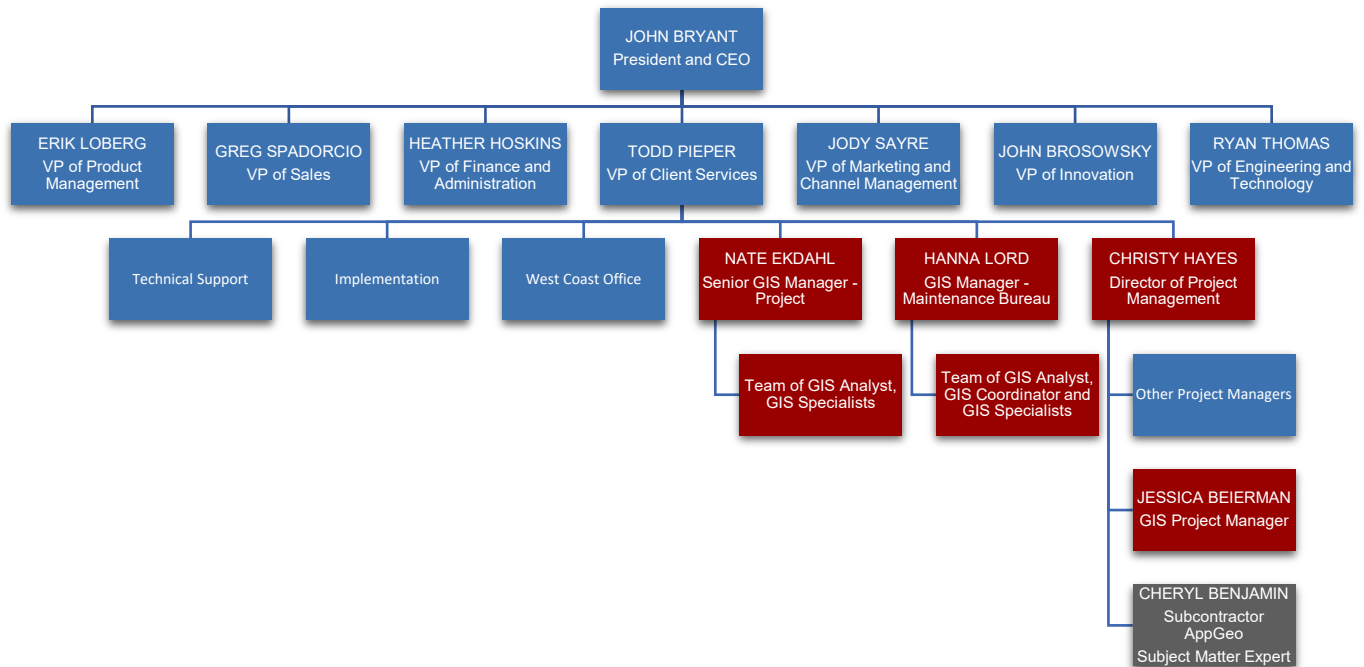 JOHN BRYANT
President and CEO
ERIK LOBERG
VP of Product
Management
GREG SPADORCIO
VP of Sales
HEATHER HOSKINS
VP of Finance and
Administration
TODD PIEPER
VP of Client Services
JODY SAYRE
VP of Marketing and
Channel Management
JOHN BROSOWSKY
VP of Innovation
RYAN THOMAS
VP of Engineering and
Technology
Technical Support
Implementation
West Coast Office
NATE EKDAHL
Senior GIS Manager -
Project
HANNA LORD
GIS Manager -
Maintenance Bureau
CHRISTY HAYES
Director of Project
Management
Team of GIS Analyst,
GIS Specialists
Team of GIS Analyst,
GIS Coordinator and
GIS Specialists
Other Project Managers
JESSICA BEIERMAN
GIS Project Manager
CHERYL BENJAMIN
Subcontractor
AppGeo
Subject Matter Expert